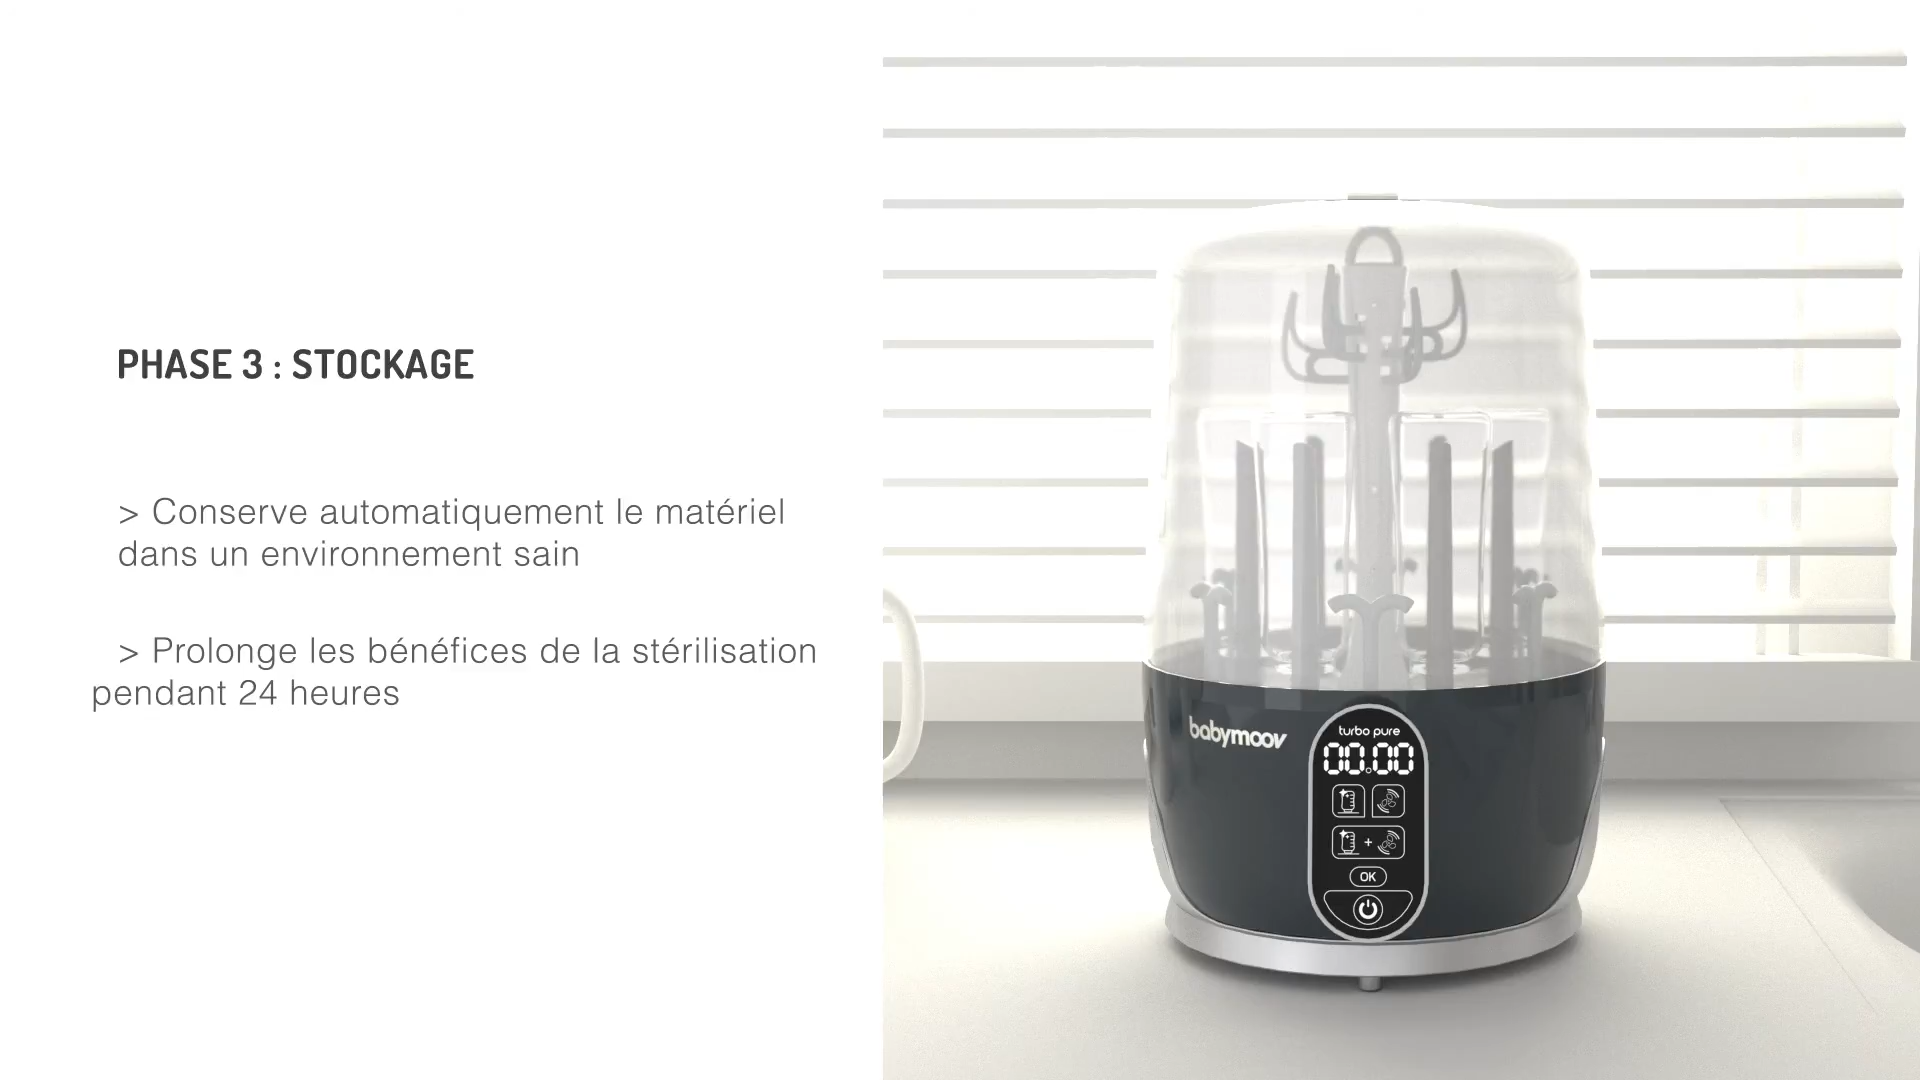 PHASE 3 : STOCKAGE
> Conserve automatiquement le matériel
dans un environnement sain
> Prolonge les bénéfices de la stérilisation
pendant 24 heures
babymoov
turbo pure
00.00
+
OK